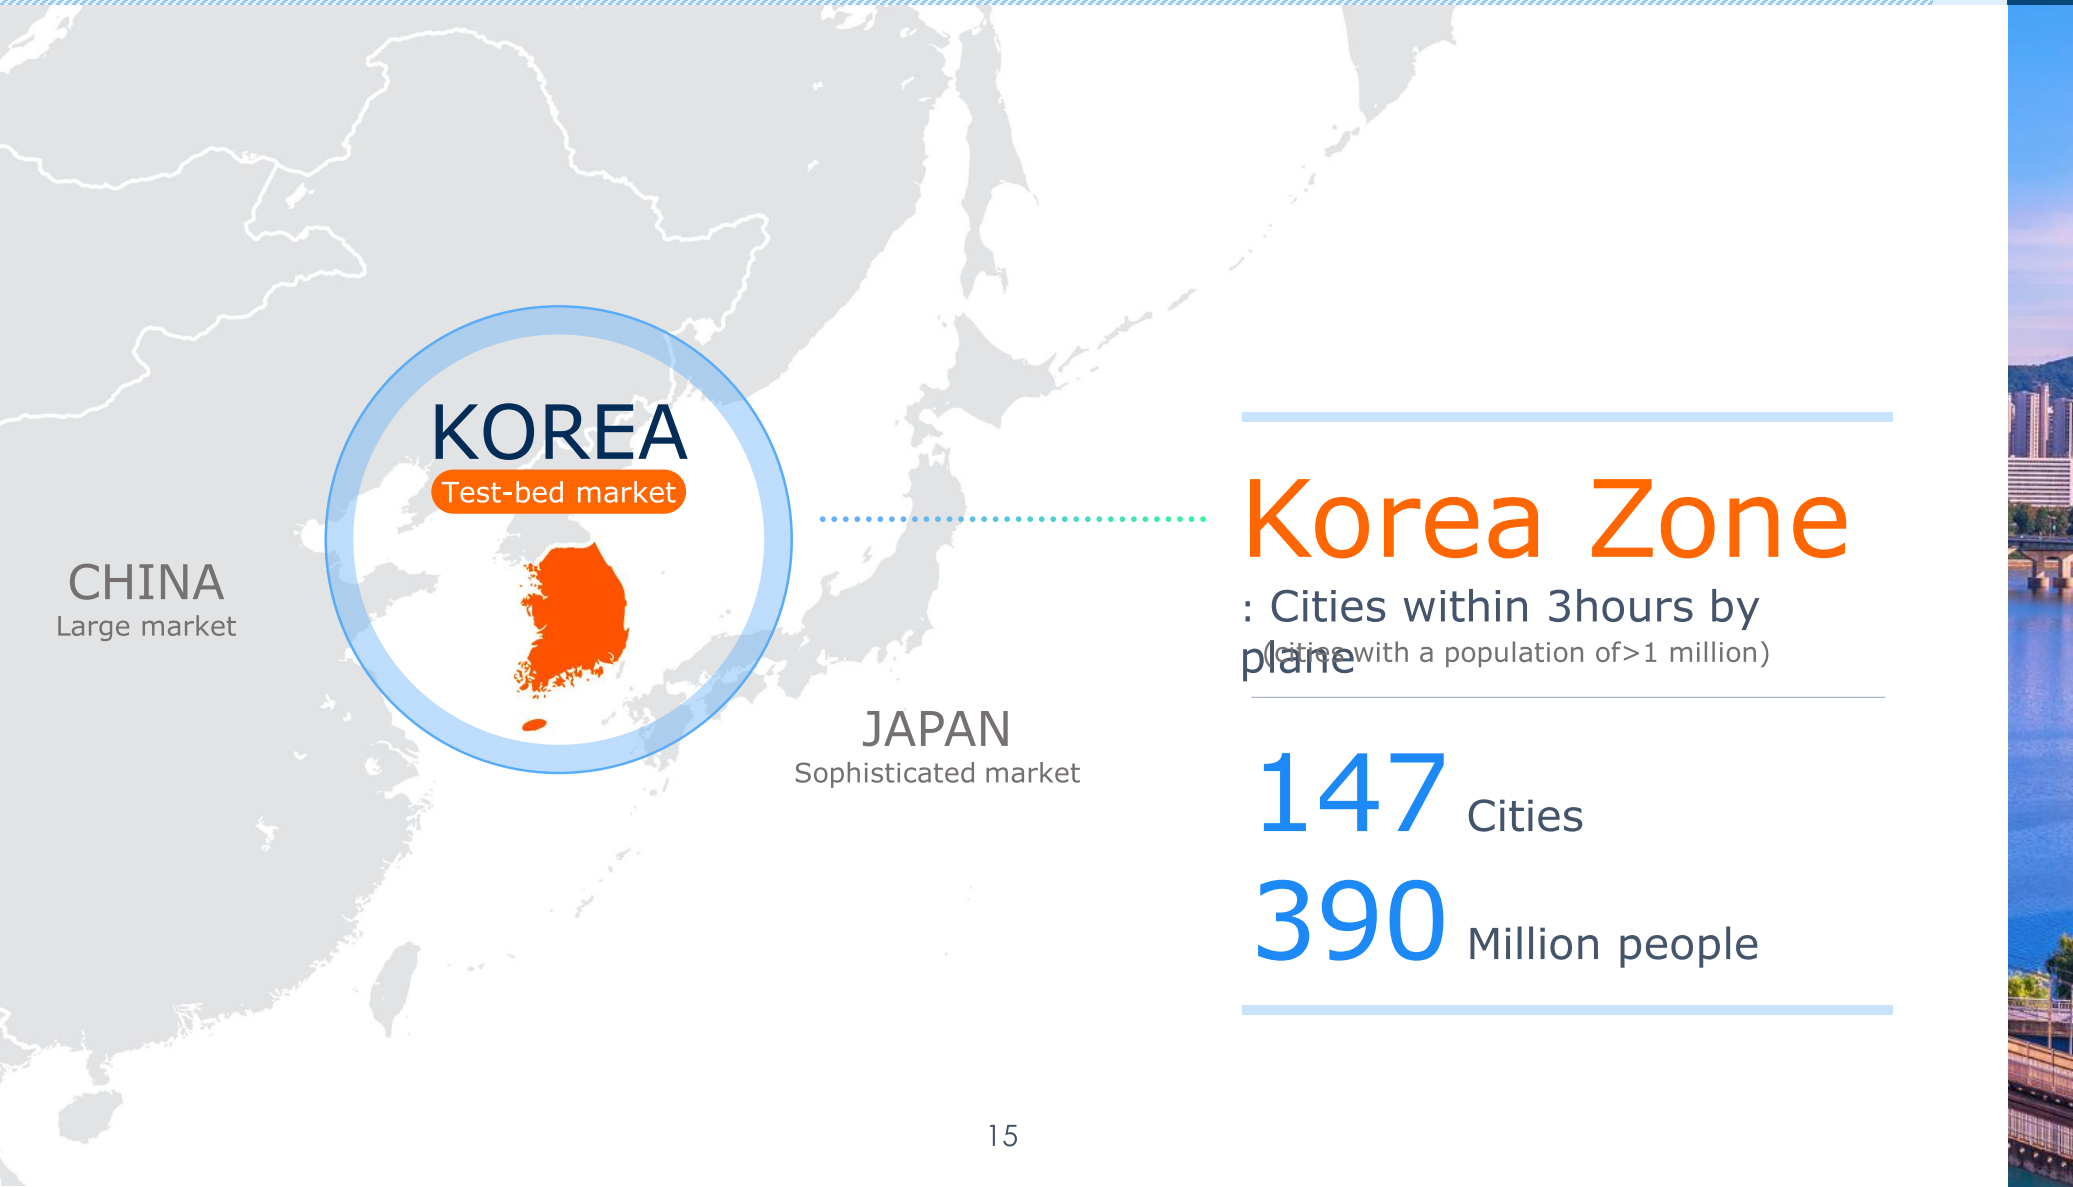 KOREA
Test-bed market
CHINA
Large market
JAPAN
Sophisticated market
Korea Zone
: Cities within 3hours by
plane
(cities with a population of>1 million)
147 Cities
390 Million people
15